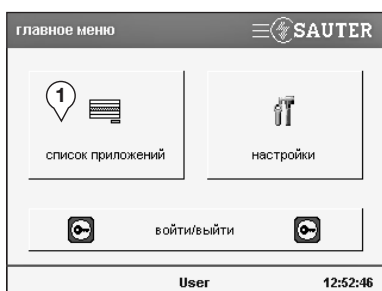 главное меню
SAUTER
1
список приложений
настройки
войти/выйти
User
12:52:46